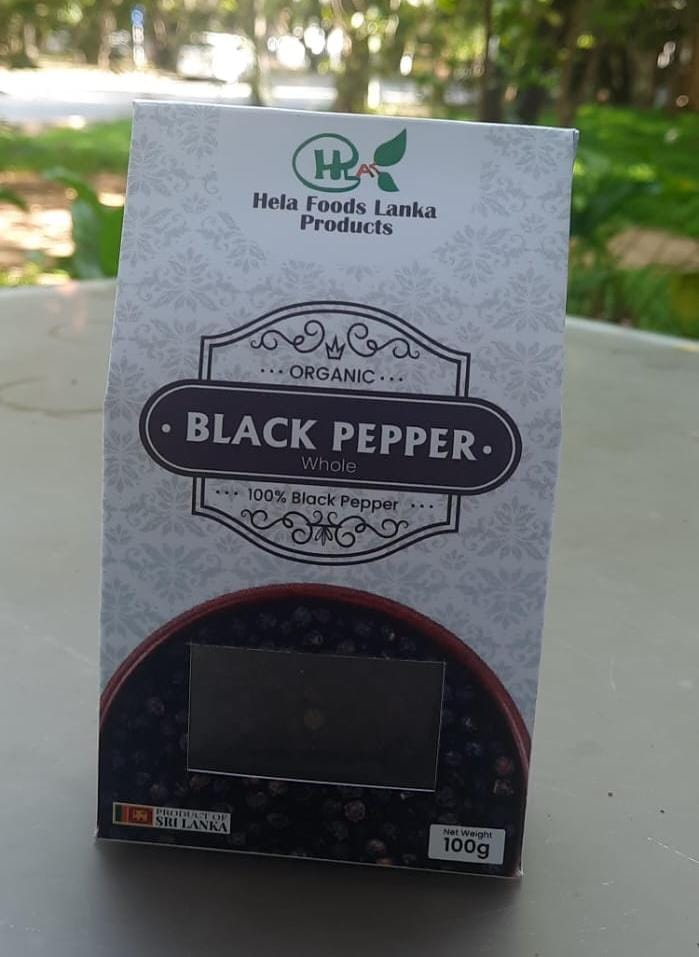 HLas
Hela Foods Lanka
Products
ORGANIC
• BLACK PEPPER •
Whole
100% Black Pepper
PRODUCT OF
SRI LANKA
Net Weight
100g